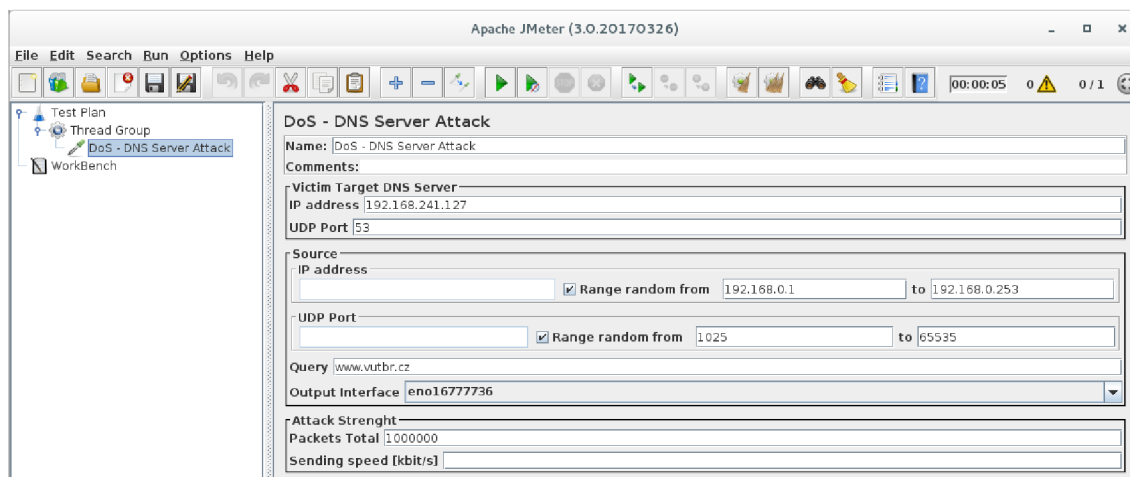 Apache JMeter (3.0.20170326)
File Edit Search Run Options Help
00:00:05 0 0 / 1
Test Plan
Thread Group
DoS - DNS Server Attack
WorkBench
DoS - DNS Server Attack
Name: DoS - DNS Server Attack
Comments:
Victim Target DNS Server
IP address 192.168.241.127
UDP Port 53
Source
IP address
Range random from 192.168.0.1 to 192.168.0.253
UDP Port
Range random from 1025 to 65535
Query www.vutbr.cz
Output Interface eno16777736
Attack Strenght
Packets Total 1000000
Sending speed [kbit/s]